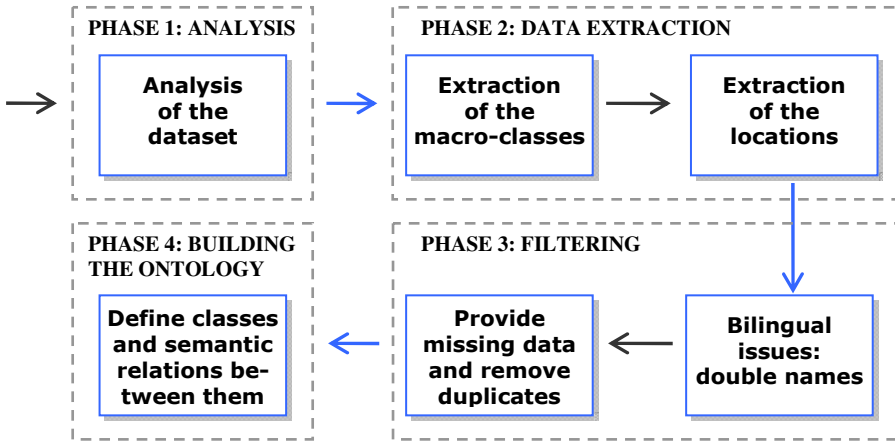 PHASE 1: ANALYSIS
Analysis
of the
dataset
PHASE 2: DATA EXTRACTION
Extraction
of the
macro-classes
Extraction
of the
locations
PHASE 3: FILTERING
Bilingual
issues:
double names
Provide
missing data
and remove
duplicates
PHASE 4: BUILDING
THE ONTOLOGY
Define classes
and semantic
relations be-
tween them